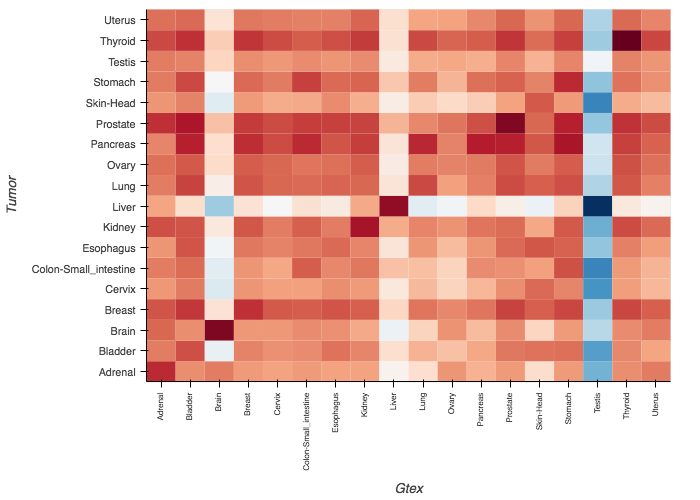 Tumor
Uterus
Thyroid
Testis
Stomach
Skin-Head
Prostate
Pancreas
Ovary
Lung
Liver
Kidney
Esophagus
Colon-Small_intestine
Cervix
Breast
Brain
Bladder
Adrenal
Adrenal
Bladder
Brain
Breast
Cervix
Colon-Small_intestine
Esophagus
Kidney
Liver
Lung
Ovary
Pancreas
Prostate
Skin-Head
Stomach
Testis
Thyroid
Uterus
Gtex